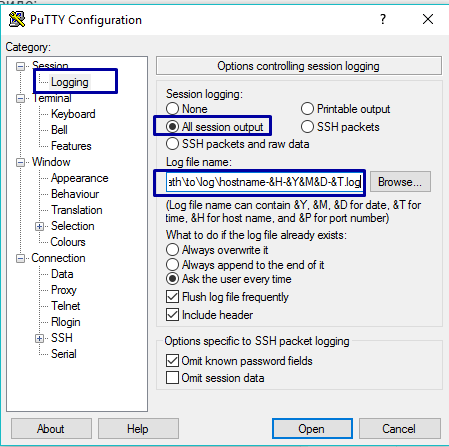 PuTTY Configuration
Category:
Session
Logging
Terminal
Keyboard
Bell
Features
Window
Appearance
Behaviour
Translation
Selection
Colours
Connection
Data
Proxy
Telnet
Rlogin
SSH
Serial
Options controlling session logging
Session logging:
None
Printable output
All session output
SSH packets
SSH packets and raw data
Log file name:
ath\to\log\hostname-&H-&Y&M&D-&T.log
Browse...
(Log file name can contain &Y, &M, &D for date, &T for
time, &H for host name, and &P for port number)
What to do if the log file already exists:
Always overwrite it
Always append to the end of it
Ask the user every time
Flush log file frequently
Include header
Options specific to SSH packet logging
Omit known password fields
Omit session data
About
Help
Open
Cancel